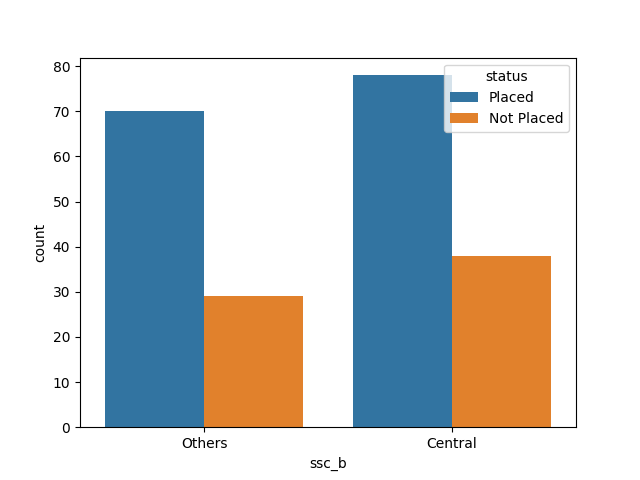 status
Placed
Not Placed
80
70
60
50
40
30
20
10
0
count
Others
Central
ssc_b